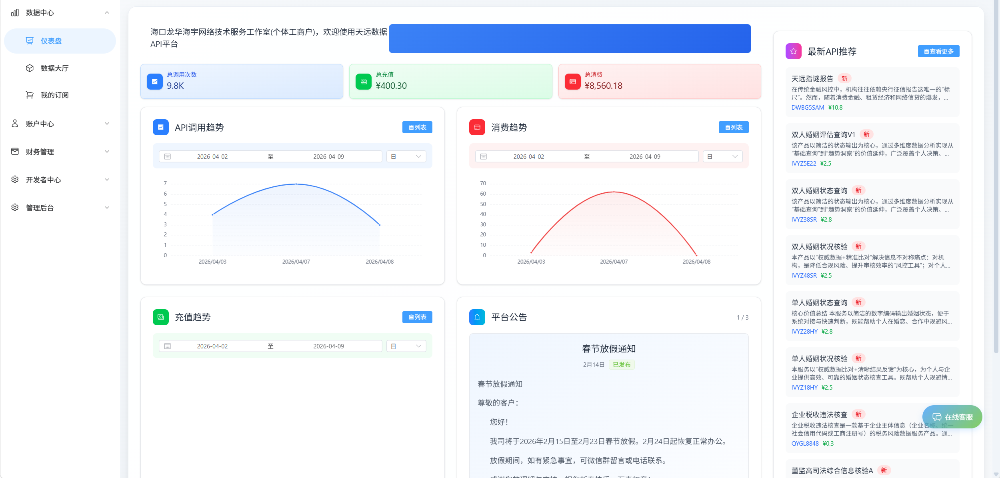 数据中心
仪表盘
数据大厅
我的订阅
账户中心
财务管理
开发者中心
管理后台
海口龙华海宇网络技术服务工作室(个体工商户)，欢迎使用天远数据
API平台
总调用次数
9.8K
总充值
¥400.30
总消费
¥8,560.18
API调用趋势
列表
2026-04-02 至 2026-04-09 日
7
6
5
4
3
2
1
0
2026/04/03 2026/04/07 2026/04/08
消费趋势
列表
2026-04-02 至 2026-04-09 日
70
60
50
40
30
20
10
0
2026/04/03 2026/04/07 2026/04/08
充值趋势
列表
2026-04-02 至 2026-04-09 日
平台公告
1 / 3
春节放假通知
2月14日 已发布
春节放假通知
尊敬的客户：
您好！
我司将于2026年2月15日至2月23日春节放假。2月24日起恢复正常办公。
放假期间，如有紧急事宜，可微信群留言或电话联系。
最新API推荐
查看更多
天远指谜报告 新
在传统金融风控中，机构往往依赖央行征信报告这唯一的“标
尺”。然而，随着消费金融、租赁经济和网络信贷的爆发，...
DWBG5SAM ¥10.8
双人婚姻评估查询V1 新
该产品以简洁的状态输出为核心，通过多维度数据分析实现从
“基础查询”到“趋势洞察”的价值延伸，广泛覆盖个人决策、...
IVYZ5E22 ¥2.5
双人婚姻状态查询 新
该产品以简洁的状态输出为核心，通过多维度数据分析实现从
“基础查询”到“趋势洞察”的价值延伸，广泛覆盖个人决策、...
IVYZ38SR ¥2.8
双人婚姻状况核验 新
本产品以“权威数据+精准比对”解决信息不对称痛点：对机
构，是降低合规风险、提升审核效率的“风控工具”；对个人...
IVYZ48SR ¥2.5
单人婚姻状态查询 新
核心价值总结 本服务以简洁的数字编码输出婚姻状态，便于
系统对接与快速判断，既能帮助个人在婚恋、合作中规避风...
IVYZ28HY ¥2.8
单人婚姻状况核验 新
本服务以“权威数据比对+清晰结果反馈”为核心，为个人与企
业提供高效、可靠的婚姻状态核查工具。既帮助个人规避情...
IVYZ18HY ¥2.5
企业税收违法核查 新
企业税收违法核查是一款基于企业主体信息（企业名称、统一
社会信用代码或工商注册号）的税务风险数据服务产品。通...
QYGL8848 ¥0.3
在线客服
董监高司法综合信息核验A 新